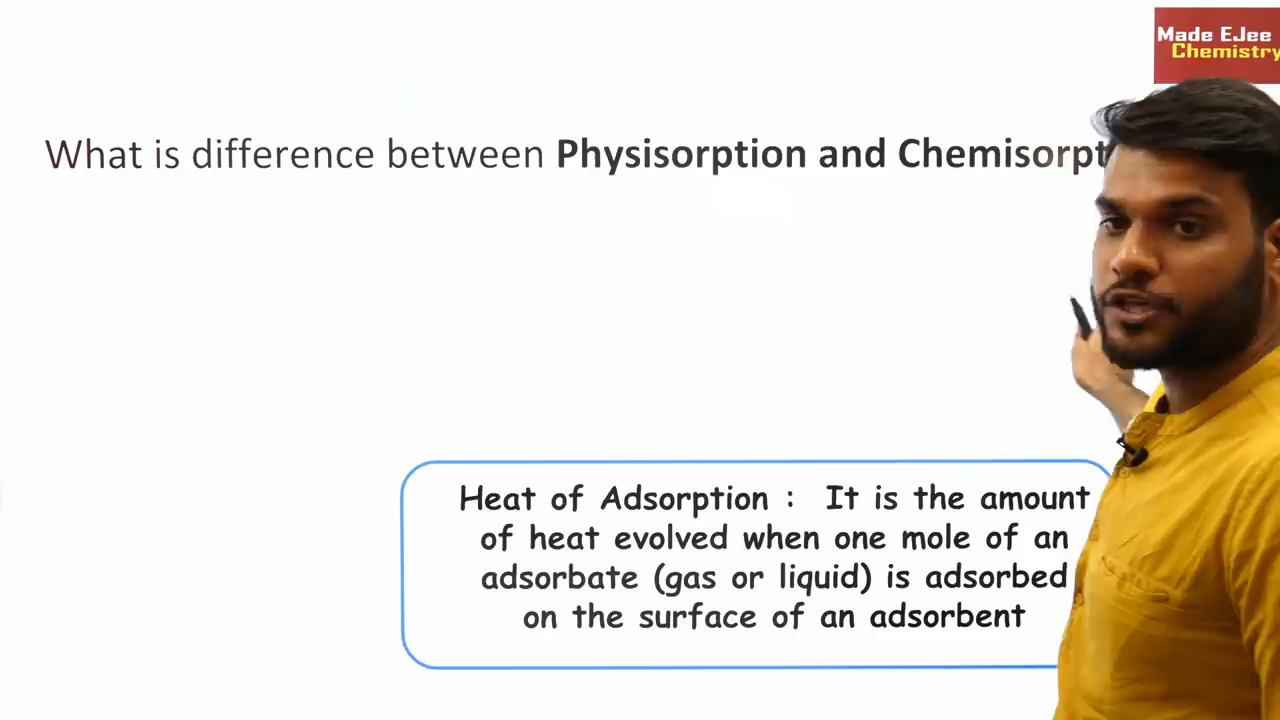 Made EJee
Chemistry
What is difference between Physisorption and Chemisorpt
Heat of Adsorption : It is the amount
of heat evolved when one mole of an
adsorbate (gas or liquid) is adsorbed
on the surface of an adsorbent